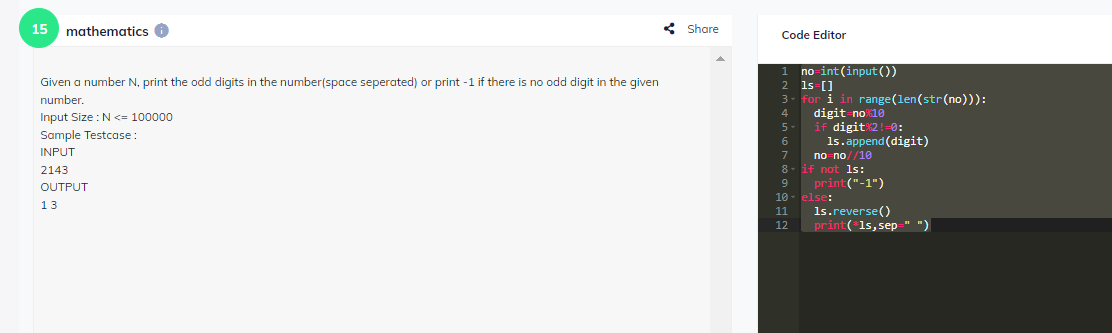 15 mathematics
Share
Given a number N, print the odd digits in the number(space seperated) or print -1 if there is no odd digit in the given
number.
Input Size : N <= 100000
Sample Testcase :
INPUT
2143
OUTPUT
1 3
Code Editor
1 no=int(input())
2 ls=[]
3 for i in range(len(str(no))):
4   digit=no%10
5   if digit%2!=0:
6     ls.append(digit)
7   no=no//10
8 if not ls:
9   print("-1")
10 else:
11   ls.reverse()
12   print(*ls,sep=" ")